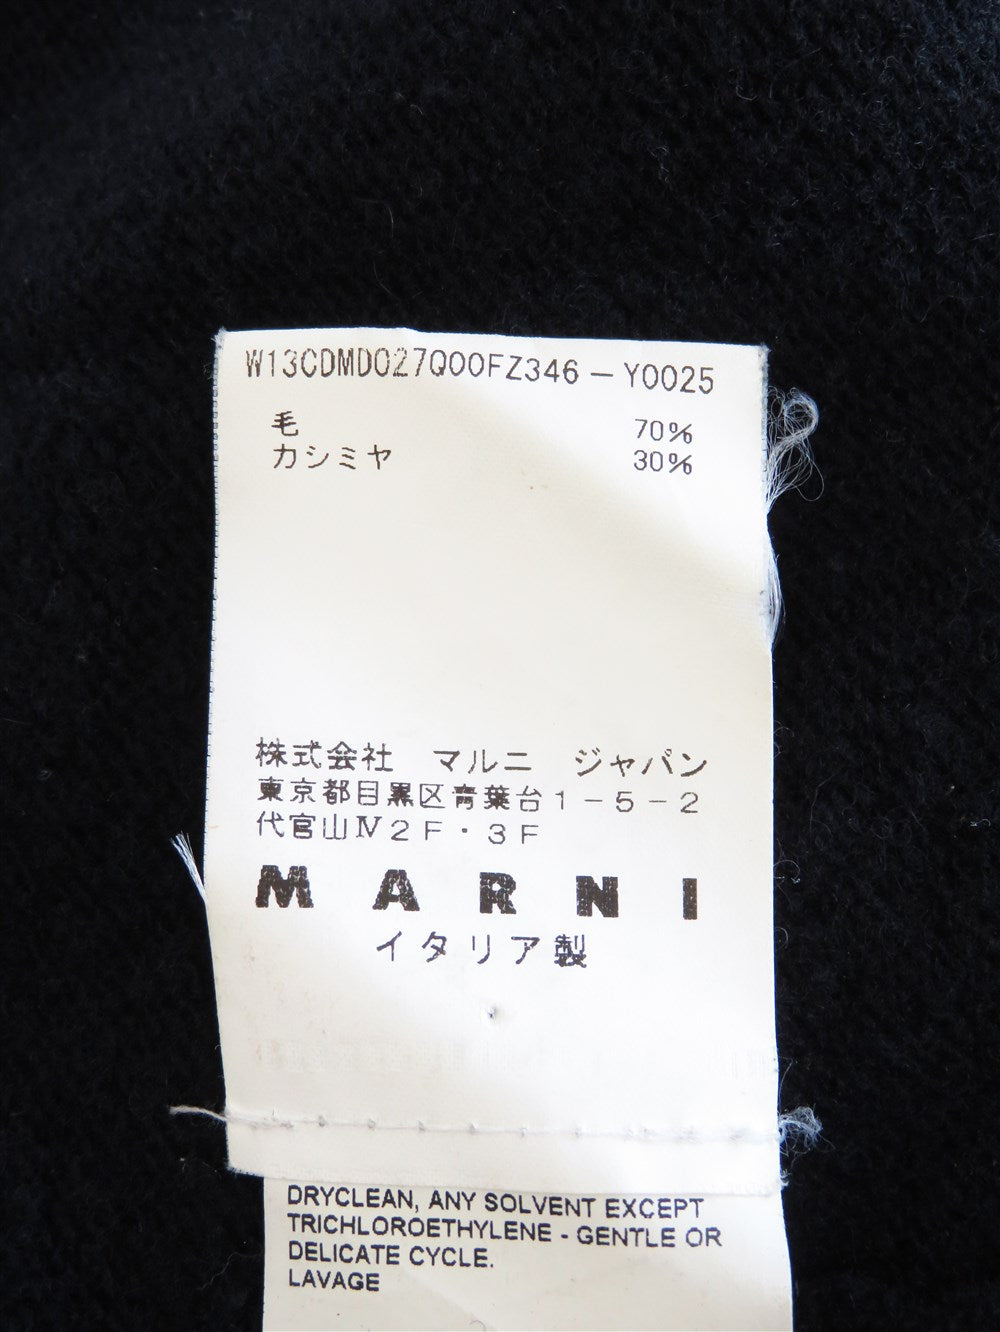 W13CDMD027Q00FZ346-Y0025
毛 70%
カシミヤ 30%
株式会社 マルニ ジャパン
東京都目黒区青葉台1-5-2
代官山Ⅳ2F・3F
MARNI
イタリア製
DRYCLEAN, ANY SOLVENT EXCEPT
TRICHLOROETHYLENE - GENTLE OR
DELICATE CYCLE.
LAVAGE